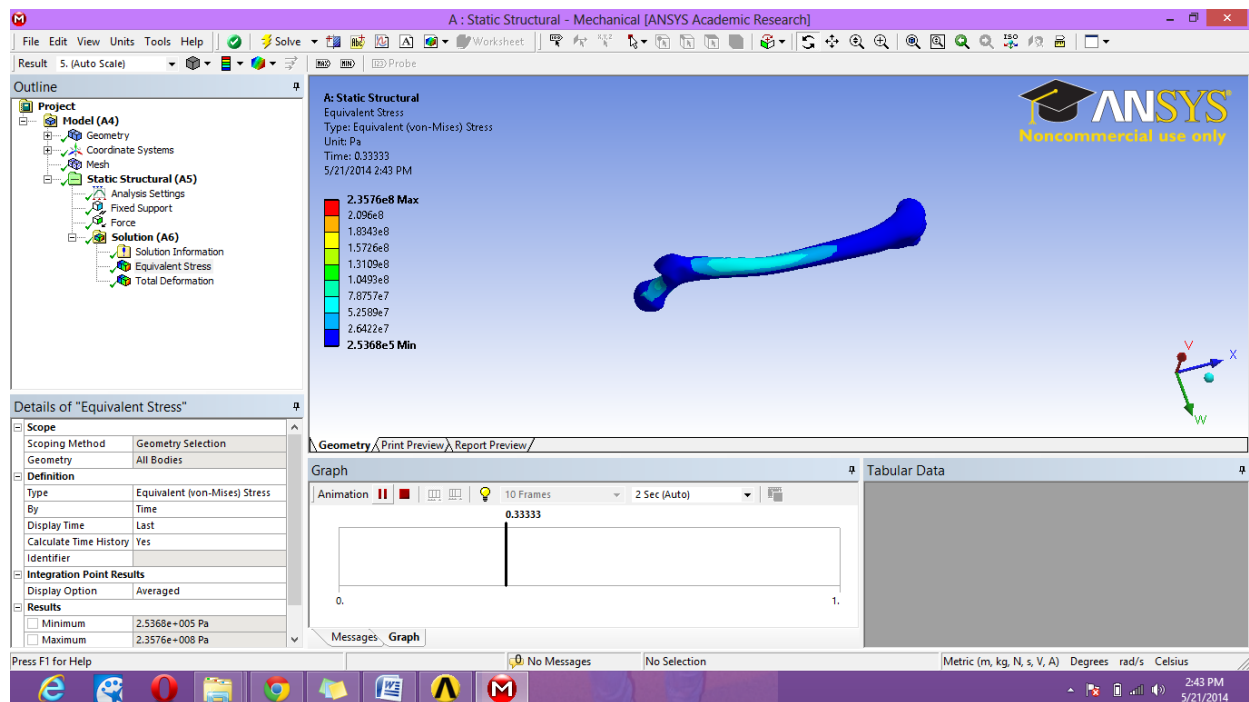 A : Static Structural - Mechanical [ANSYS Academic Research]
File Edit View Units Tools Help Solve Worksheet
Result 5. (Auto Scale) MAX MIN Probe
Outline
Project
Model (A4)
Geometry
Coordinate Systems
Mesh
Static Structural (A5)
Analysis Settings
Fixed Support
Force
Solution (A6)
Solution Information
Equivalent Stress
Total Deformation
A: Static Structural
Equivalent Stress
Type: Equivalent (von-Mises) Stress
Unit: Pa
Time: 0.33333
5/21/2014 2:43 PM
2.3576e8 Max
2.096e8
1.8343e8
1.5726e8
1.3109e8
1.0493e8
7.8757e7
5.2589e7
2.6422e7
2.5368e5 Min
ANSYS
Noncommercial use only
V
X
W
Details of "Equivalent Stress"
Scope
Scoping Method Geometry Selection
Geometry All Bodies
Definition
Type Equivalent (von-Mises) Stress
By Time
Display Time Last
Calculate Time History Yes
Identifier
Integration Point Results
Display Option Averaged
Results
Minimum 2.5368e+005 Pa
Maximum 2.3576e+008 Pa
Geometry Print Preview Report Preview
Graph
Animation 10 Frames 2 Sec (Auto)
0.33333
0. 1.
Messages Graph
Tabular Data
Press F1 for Help 0 No Messages No Selection Metric (m, kg, N, s, V, A) Degrees rad/s Celsius
2:43 PM
5/21/2014